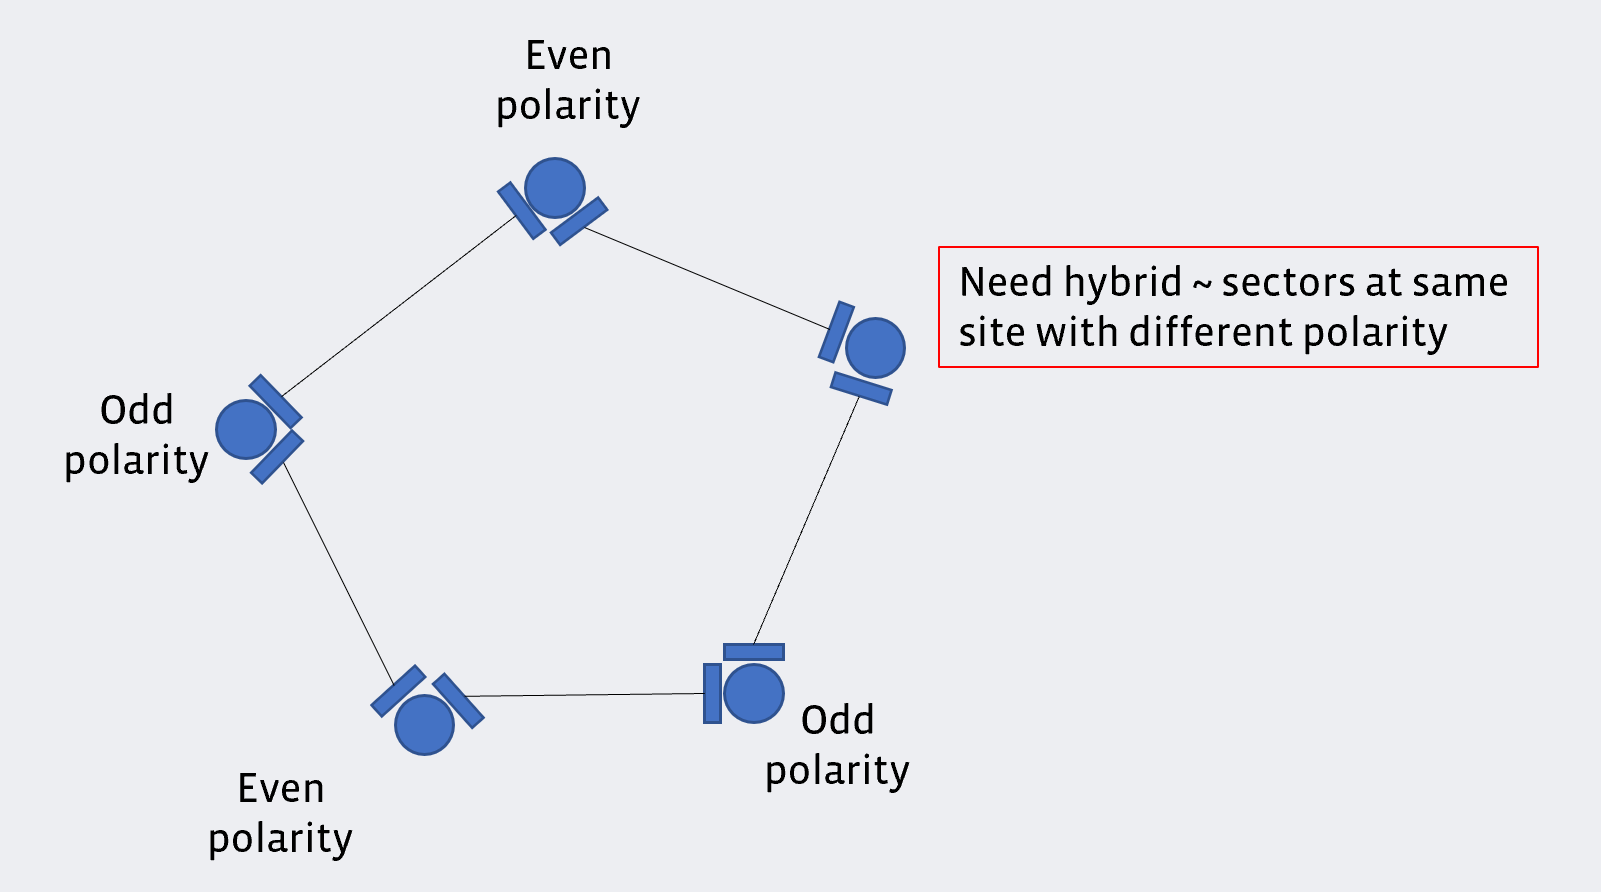 Even
polarity
Need hybrid ~ sectors at same
site with different polarity
Odd
polarity
Odd
polarity
Even
polarity